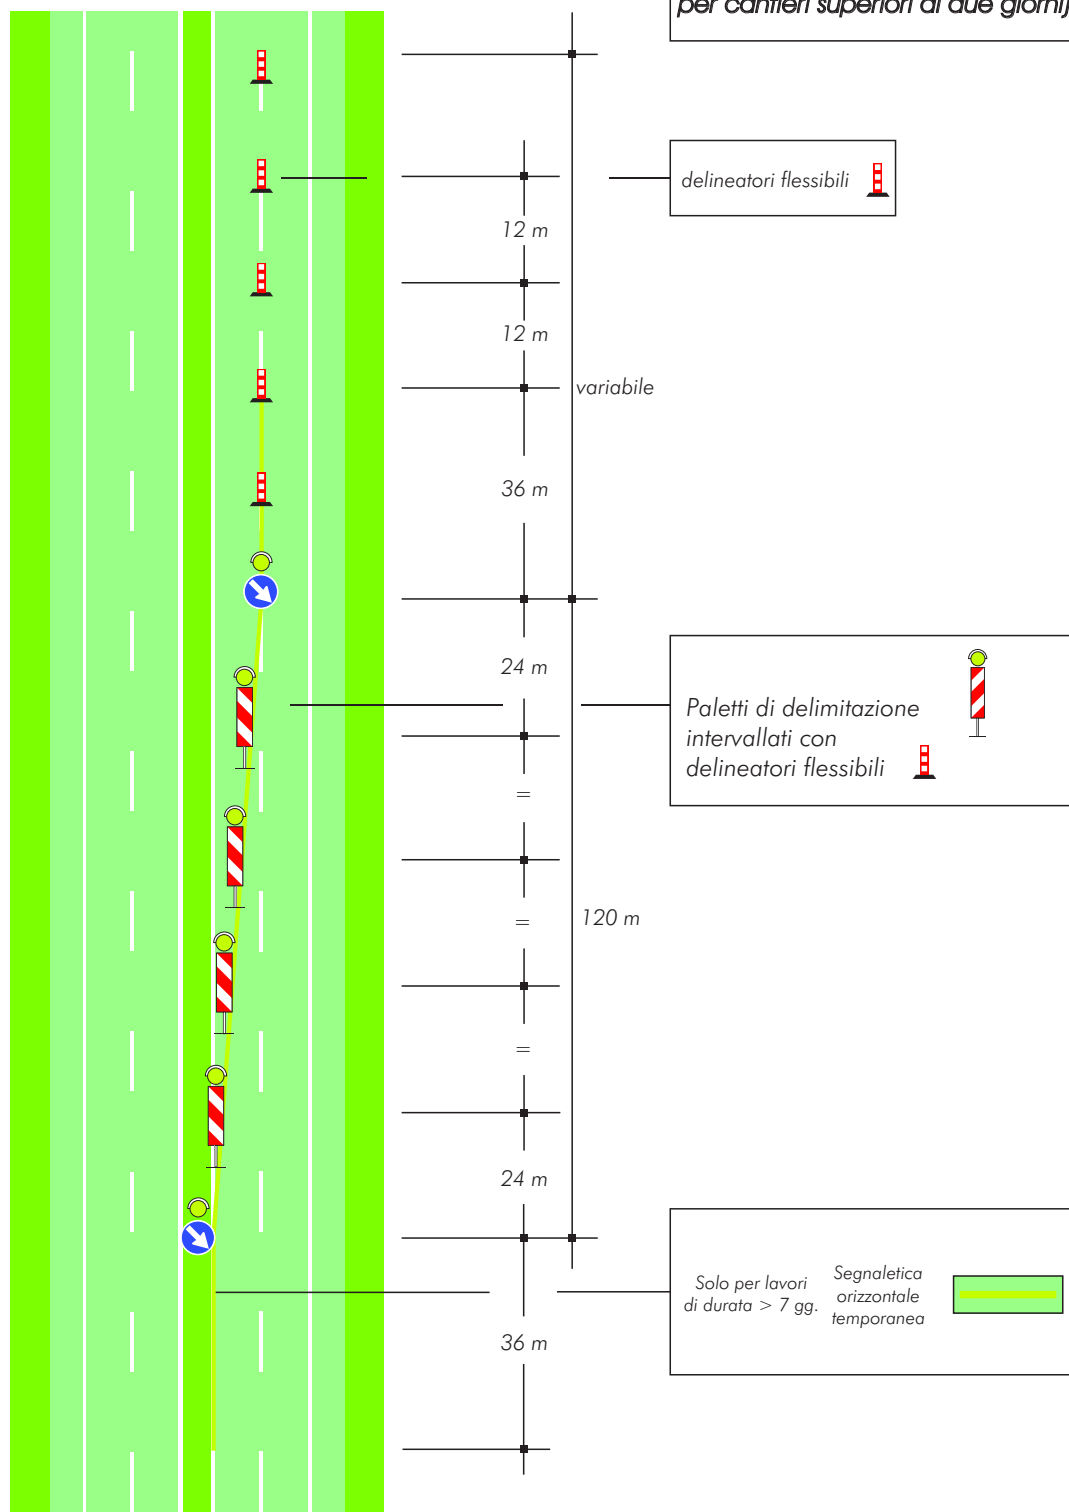 per cantieri superiori ai due giorni)
delineatori flessibili
12 m
12 m
variabile
36 m
24 m
Paletti di delimitazione
intervallati con
delineatori flessibili
=
=
120 m
=
24 m
Solo per lavori
di durata > 7 gg.
Segnaletica
orizzontale
temporanea
36 m